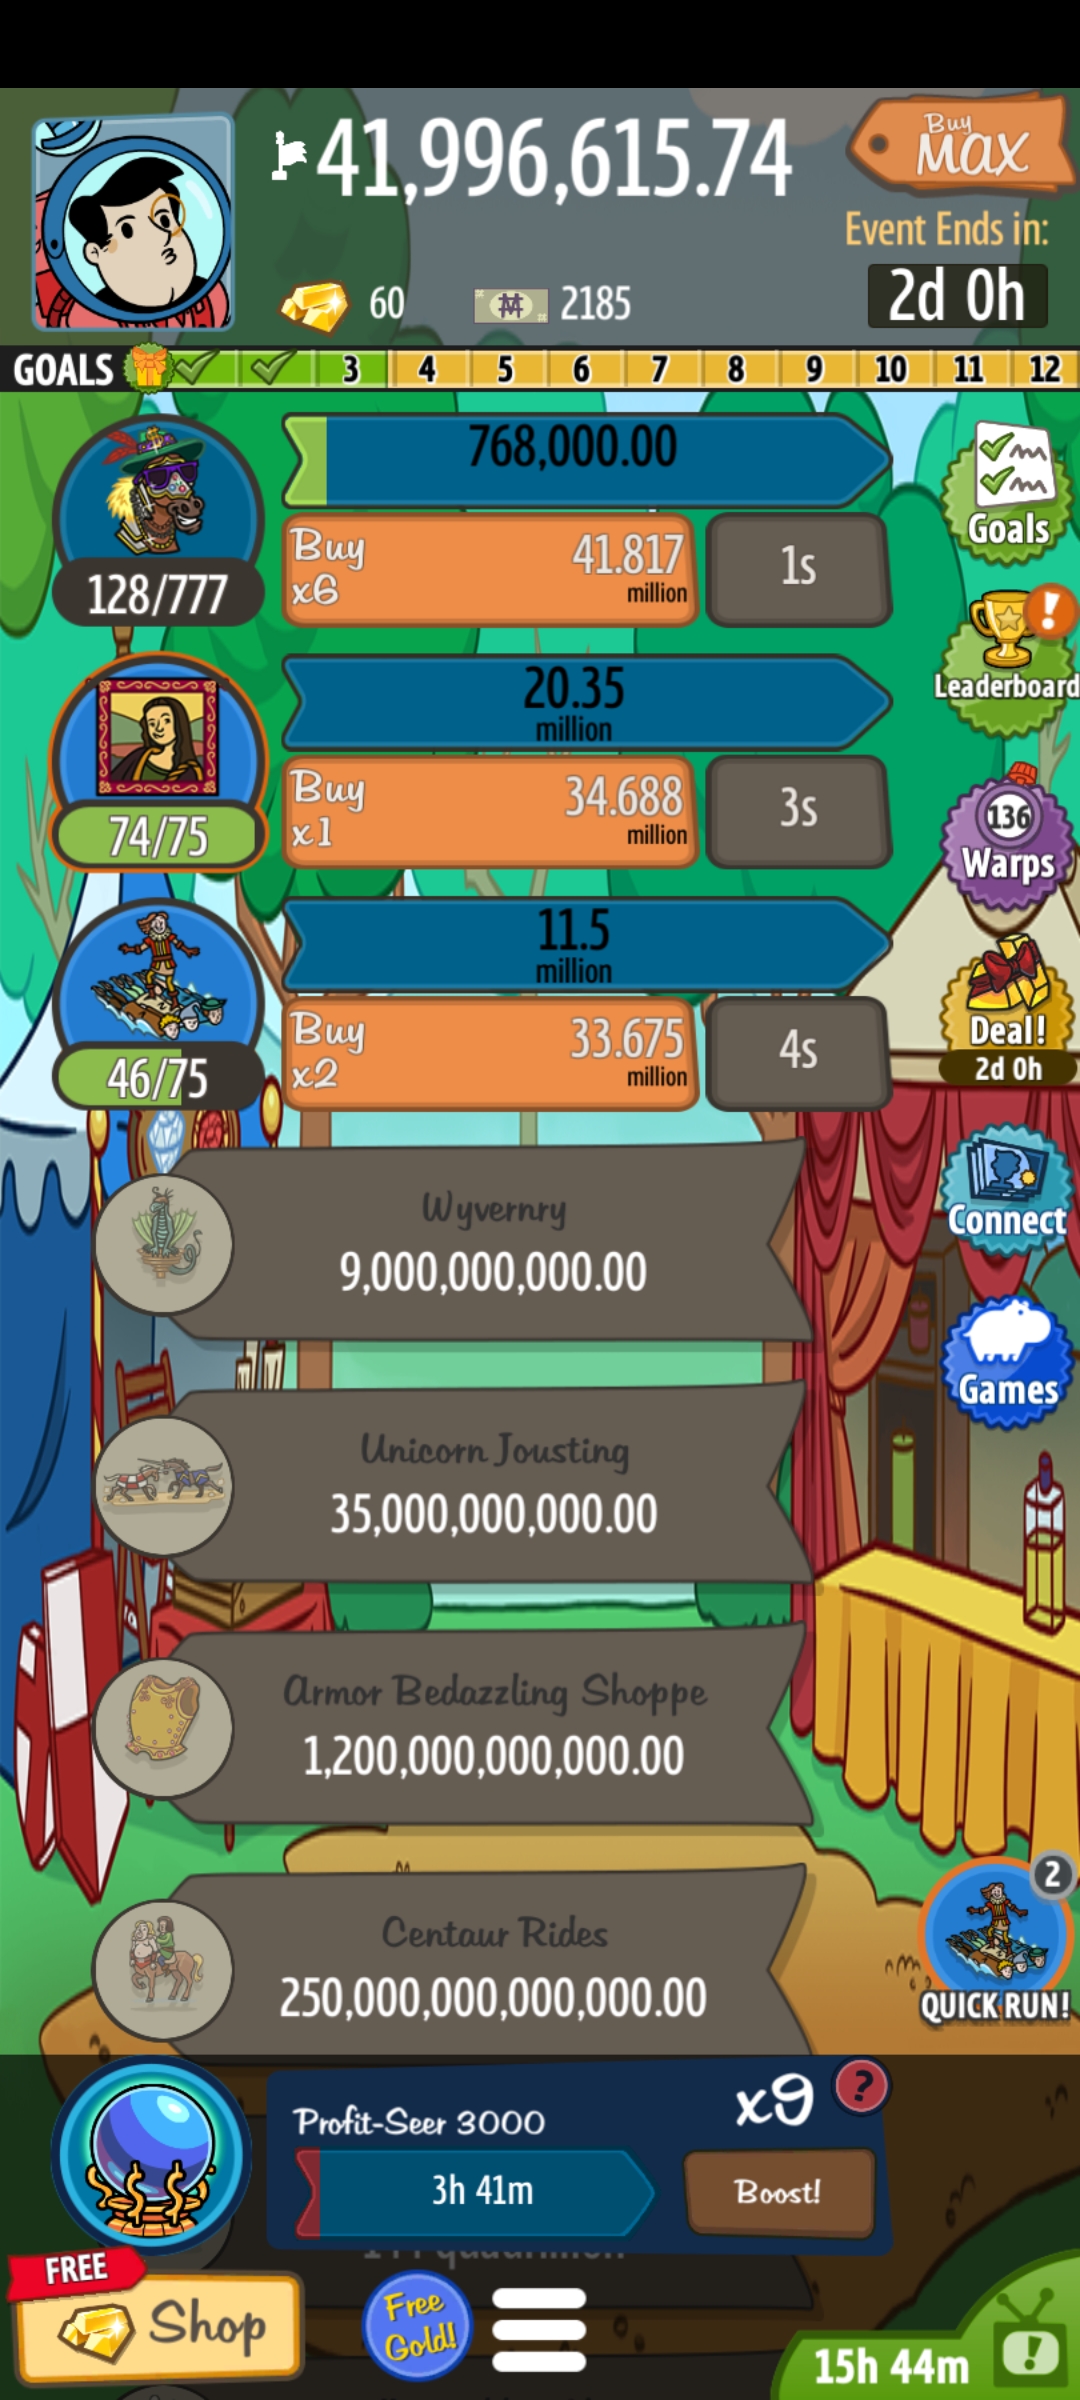 41,996,615.74
Buy
MAX
Event Ends in:
60
2185
2d 0h
GOALS
3 4 5 6 7 8 9 10 11 12
768,000.00
Buy
x6
41.817
million
1s
128/777
Goals
!
Leaderboard
20.35
million
Buy
x1
34.688
million
3s
74/75
136
Warps
11.5
million
Buy
x2
33.675
million
4s
46/75
Deal!
2d 0h
Wyvernry
9,000,000,000.00
Connect
Games
Unicorn Jousting
35,000,000,000.00
Armor Bedazzling Shoppe
1,200,000,000,000.00
2
QUICK RUN!
Centaur Rides
250,000,000,000,000.00
Profit-Seer 3000
x9
?
3h 41m
Boost!
FREE
Shop
Free
Gold!
15h 44m
!